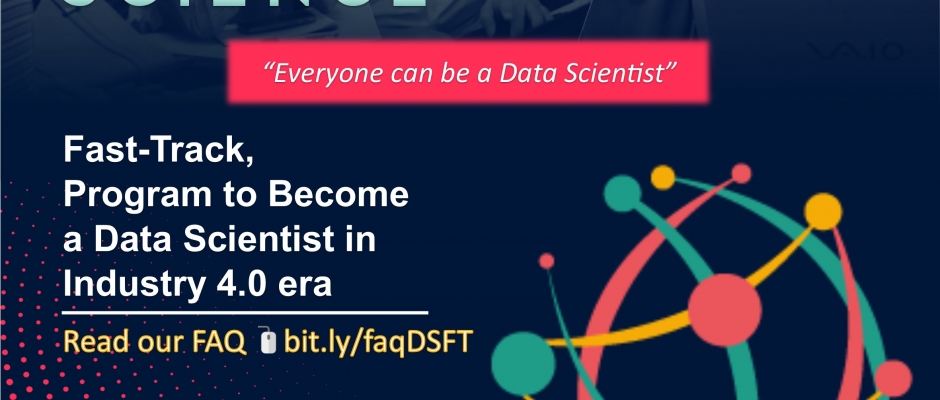 SCIENCE
“Everyone can be a Data Scientist”
Fast-Track,
Program to Become
a Data Scientist in
Industry 4.0 era
Read our FAQ bit.ly/faqDSFT
VAIO